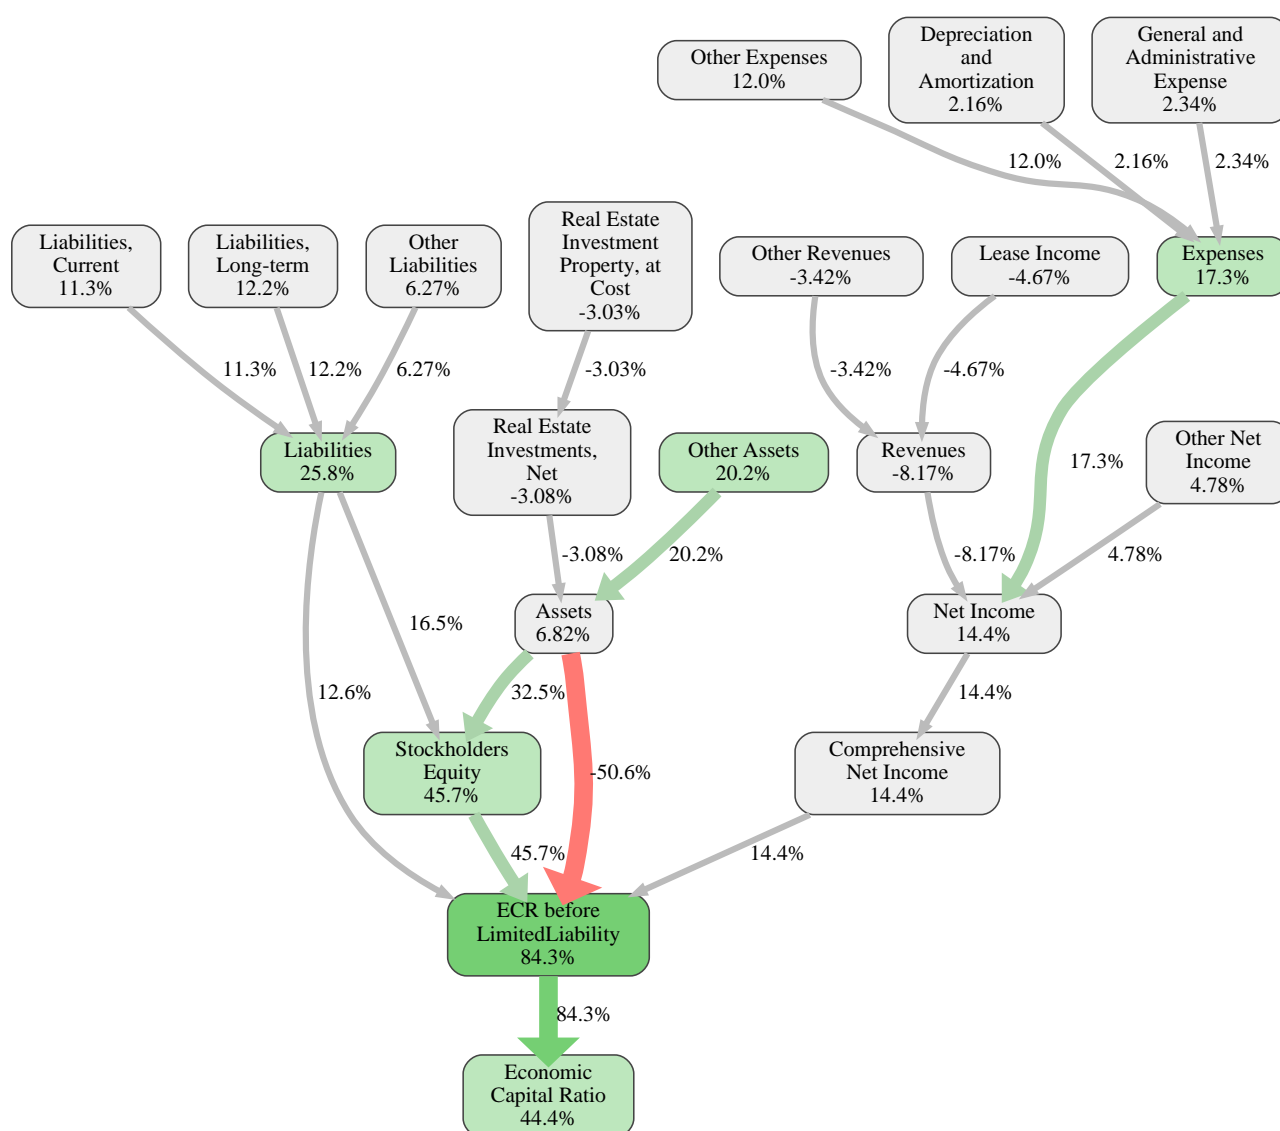 Other Expenses
12.0%
Depreciation
and
Amortization
2.16%
General and
Administrative
Expense
2.34%
12.0%
2.16%
2.34%
Liabilities,
Current
11.3%
Liabilities,
Long-term
12.2%
Other
Liabilities
6.27%
Real Estate
Investment
Property, at
Cost
-3.03%
Other Revenues
-3.42%
Lease Income
-4.67%
Expenses
17.3%
11.3%
12.2%
6.27%
-3.03%
-3.42%
-4.67%
Liabilities
25.8%
Real Estate
Investments,
Net
-3.08%
Other Assets
20.2%
Revenues
-8.17%
17.3%
Other Net
Income
4.78%
-3.08%
20.2%
-8.17%
4.78%
Assets
6.82%
Net Income
14.4%
16.5%
12.6%
32.5%
14.4%
Stockholders
Equity
45.7%
-50.6%
Comprehensive
Net Income
14.4%
45.7%
14.4%
ECR before
LimitedLiability
84.3%
84.3%
Economic
Capital Ratio
44.4%